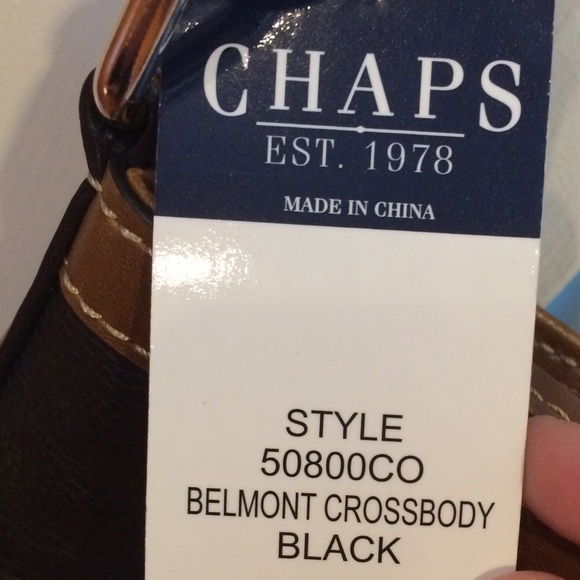 CHAPS
EST. 1978
MADE IN CHINA
STYLE
50800CO
BELMONT CROSSBODY
BLACK